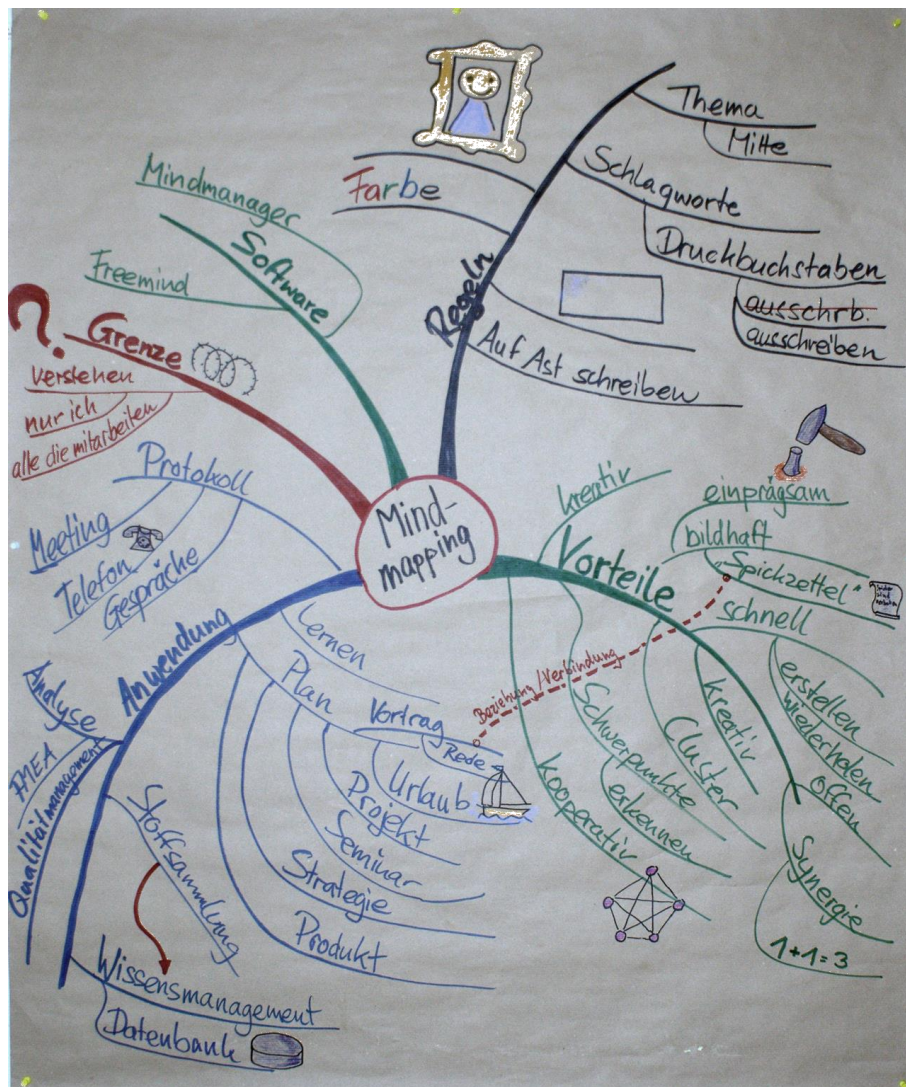 Mind-
mapping
Regeln
Thema
Mitte
Schlagworte
Druckbuchstaben
ausschrb.
ausschreiben
Auf Ast schreiben
Farbe
Software
Mindmanager
Freemind
Grenze
?
verstehen
nur ich
alle die mitarbeiten
Vorteile
kreativ
einprägsam
bildhaft
"Spickzettel"
schnell
erstellen
wiederholen
offen
Synergie
1+1=3
kreativ
Cluster
Schwerpunkte
erkennen
kooperativ
Beziehung/Verbindung
Anwendung
Protokoll
Meeting
Telefon
Gespräche
Lernen
Plan
Vortrag
Rede
Urlaub
Projekt
Seminar
Strategie
Produkt
Analyse
FMEA
Qualitätmanagement
Stoffsammlung
Wissensmanagement
Datenbank